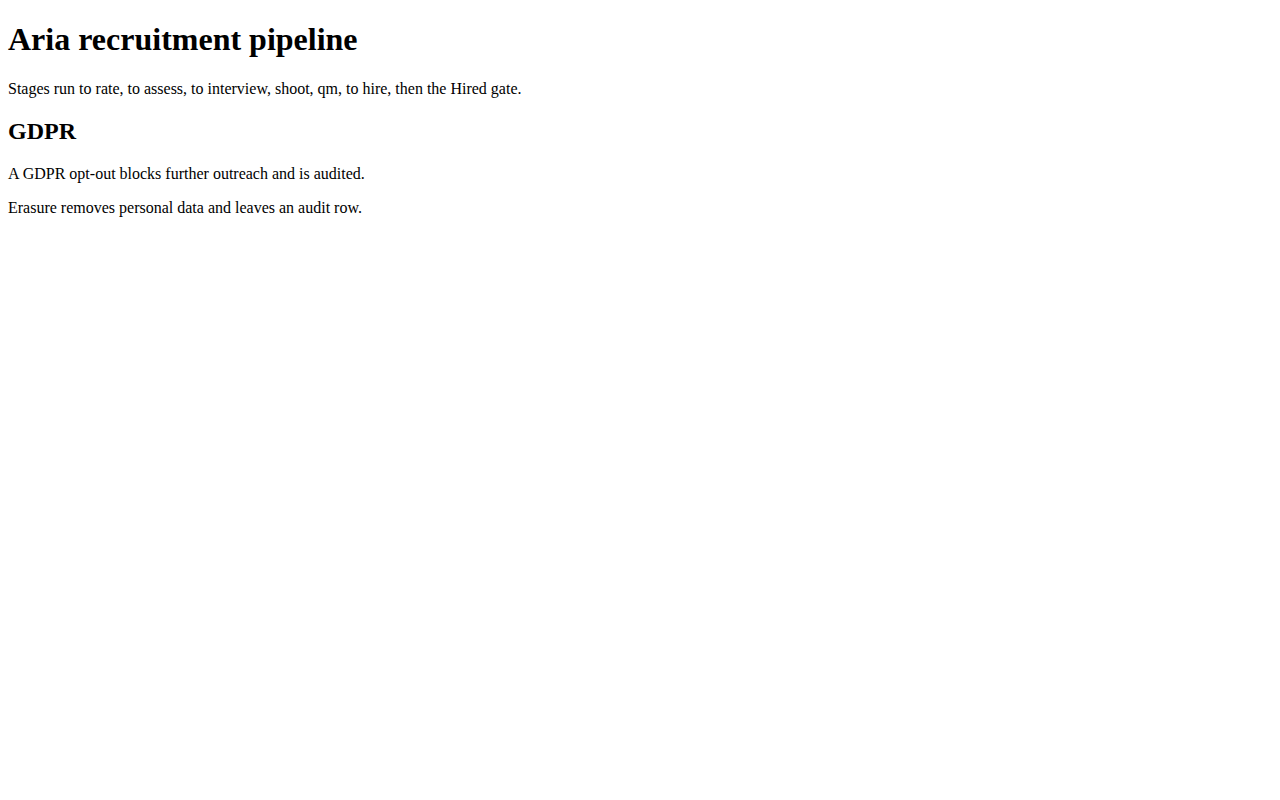 Aria recruitment pipeline
Stages run to rate, to assess, to interview, shoot, qm, to hire, then the Hired gate.
GDPR
A GDPR opt-out blocks further outreach and is audited.
Erasure removes personal data and leaves an audit row.